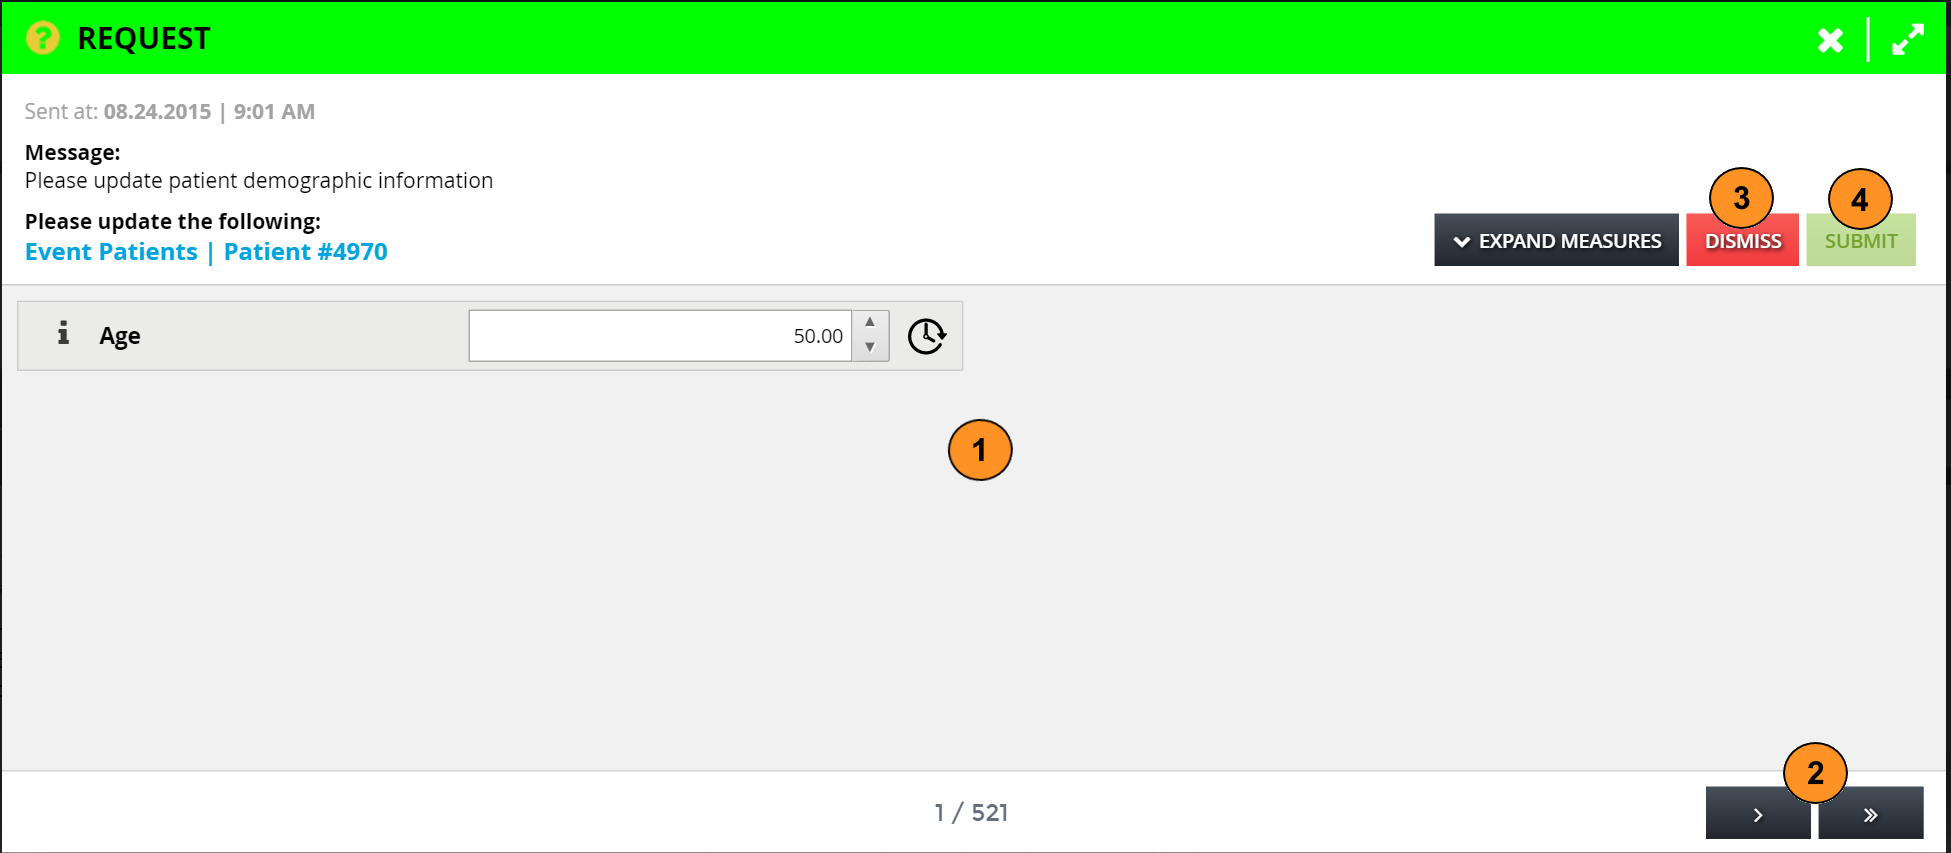 REQUEST
Sent at: 08.24.2015 | 9:01 AM
Message:
Please update patient demographic information
Please update the following:
Event Patients | Patient #4970
EXPAND MEASURES
3
DISMISS
4
SUBMIT
Age
50.00
1
1 / 521
2